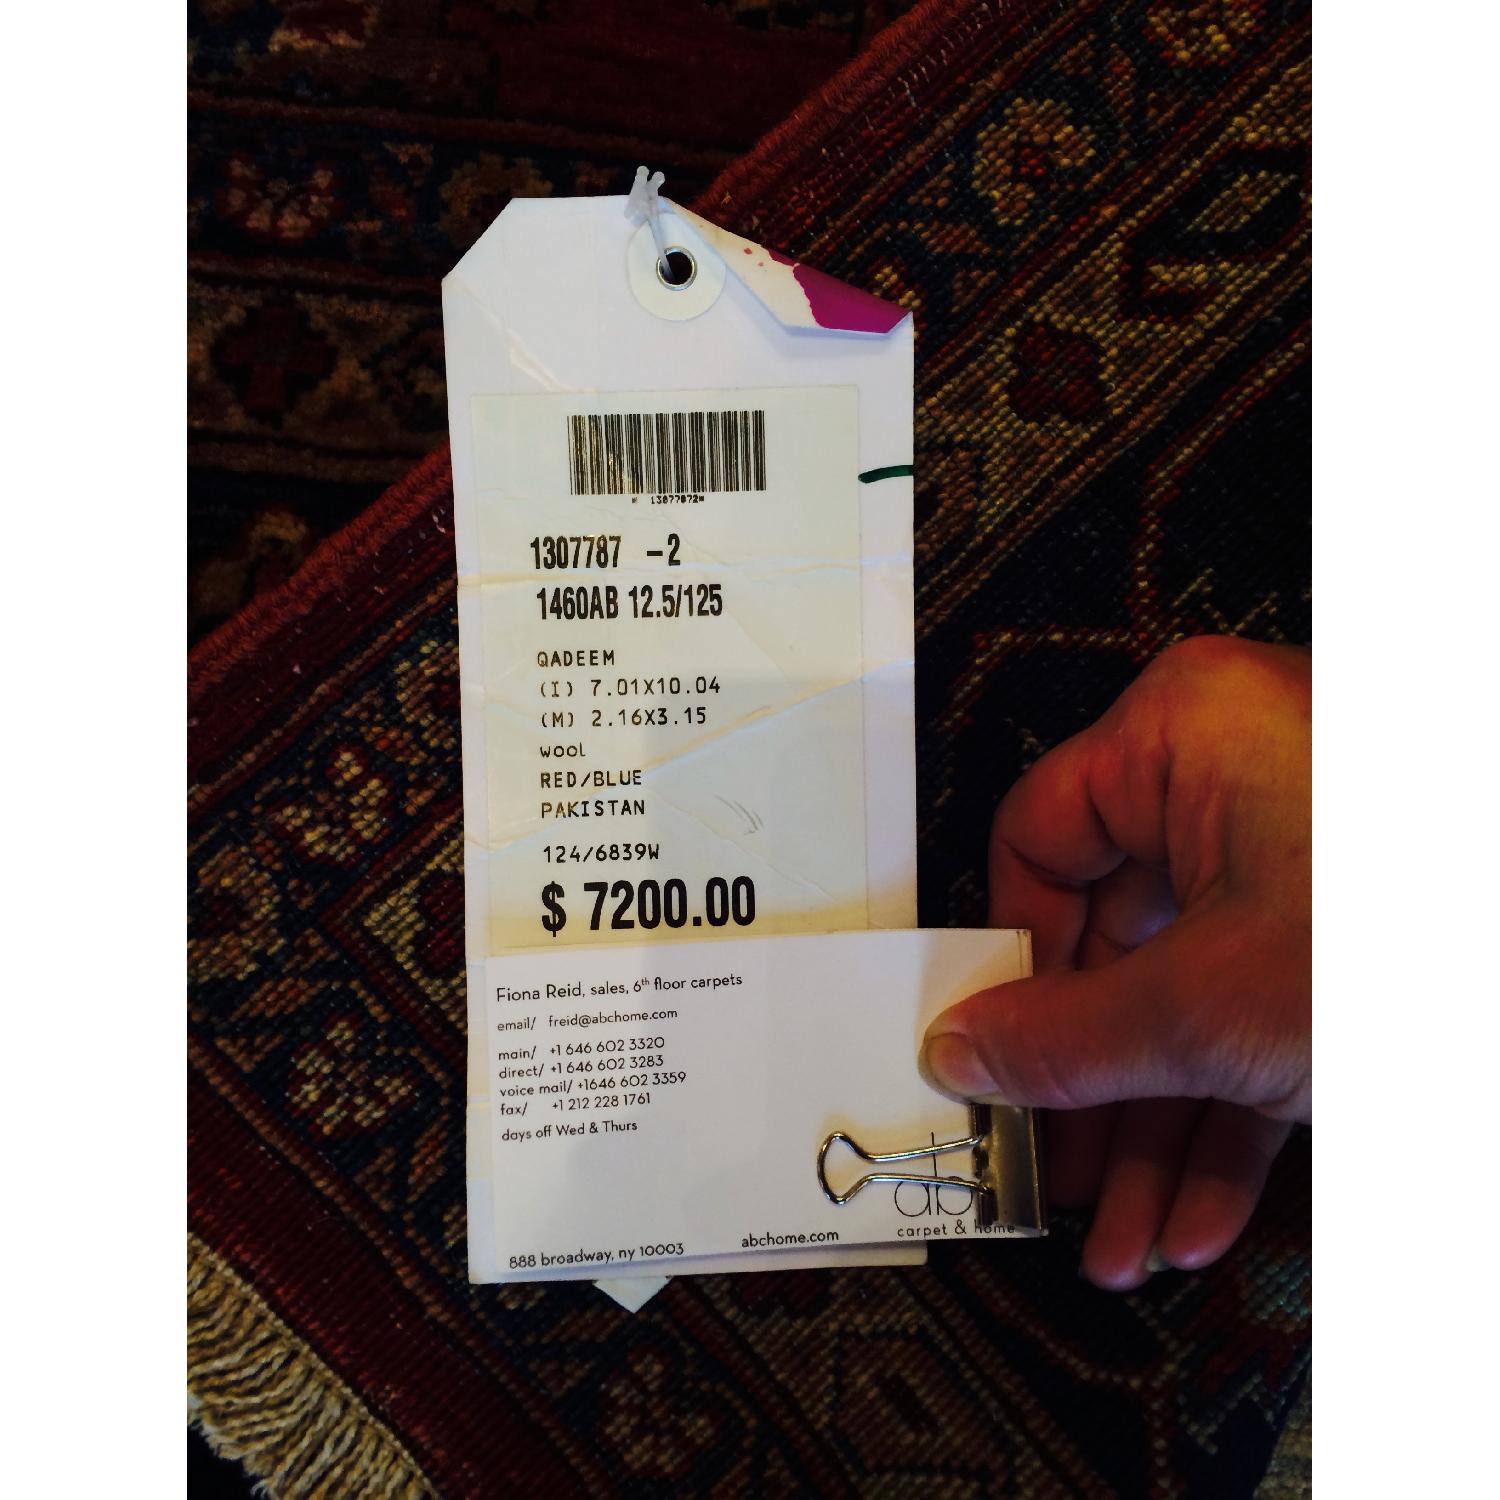 13077872
1307787 -2
1460AB 12.5/125
QADEEM
(I) 7.01X10.04
(M) 2.16X3.15
wool
RED/BLUE
PAKISTAN
124/6839W
$ 7200.00
Fiona Reid, sales, 6th floor carpets
email/ freid@abchome.com
main/ +1 646 602 3320
direct/ +1 646 602 3283
voice mail/ +1646 602 3359
fax/ +1 212 228 1761
days off Wed & Thurs
ab
carpet & home
888 broadway, ny 10003
abchome.com